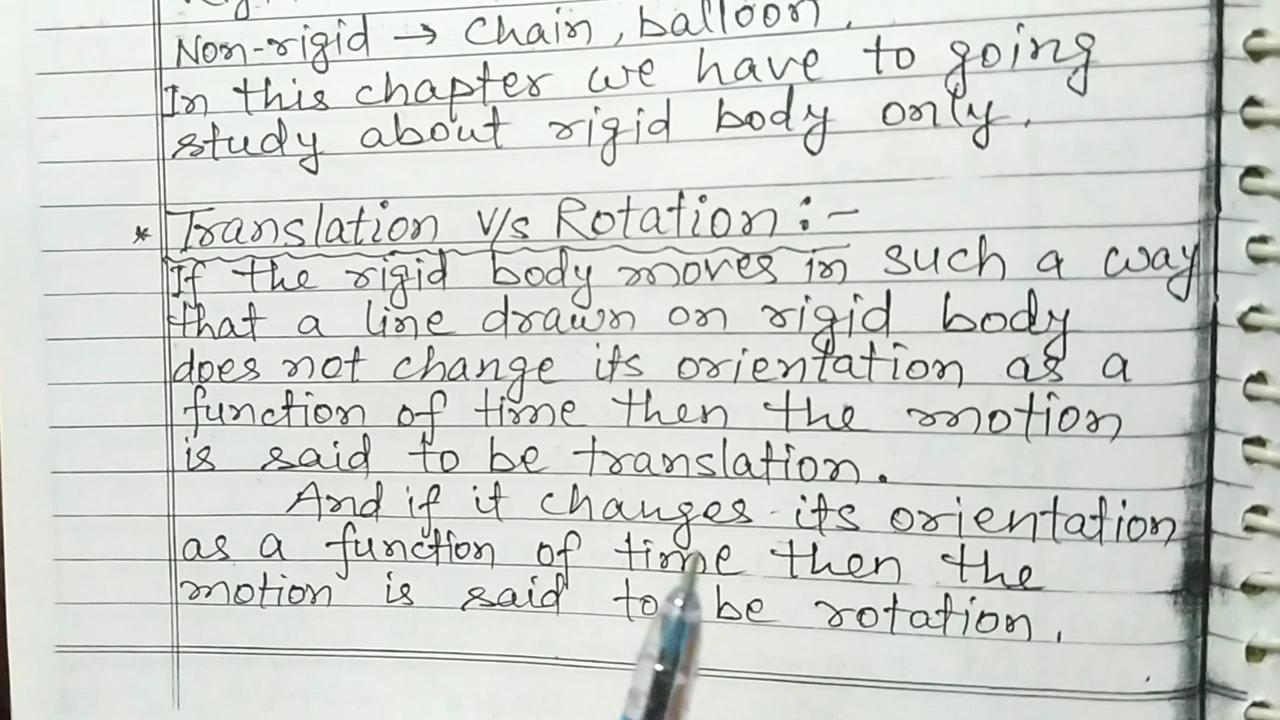 Non-rigid → Chain, balloon.
In this chapter we have to going
study about rigid body only.
* Translation v/s Rotation :-
If the rigid body moves in such a way
that a line drawn on rigid body
does not change its orientation as a
function of time then the motion
is said to be translation.
And if it changes its orientation
as a function of time then the
motion is said to be rotation.